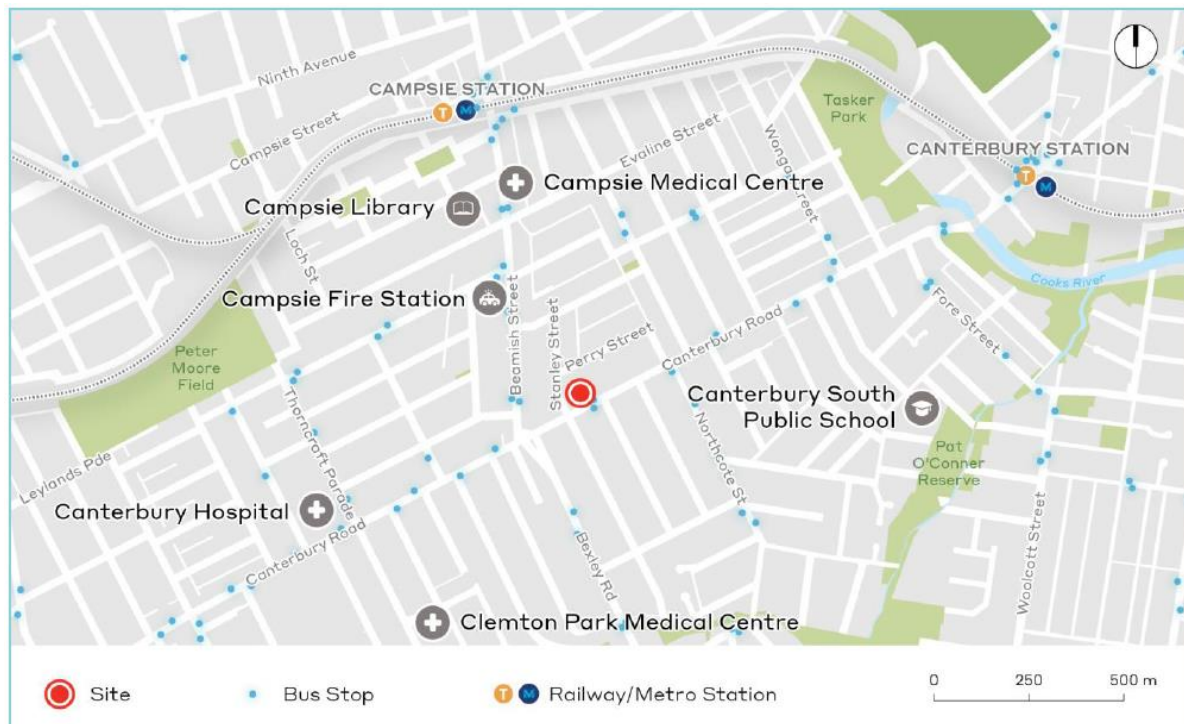 Ninth Avenue
CAMPSIE STATION
T
M
Campsie Street
Evaline Street
Wonga Street
Tasker
Park
CANTERBURY STATION
T
M
Campsie Medical Centre
Campsie Library
Loch St
Campsie Fire Station
Cooks River
Fore Street
Beamish Street
Stanley Street
Perry Street
Canterbury Road
Peter
Moore
Field
Canterbury South
Public School
Thorncraft Parade
Northcote St
Pat
O'Conner
Reserve
Leylands Pde
Canterbury Hospital
Canterbury Road
Bexley Rd
Woolcott Street
Clemton Park Medical Centre
Site
Bus Stop
T
M
Railway/Metro Station
0
250
500 m